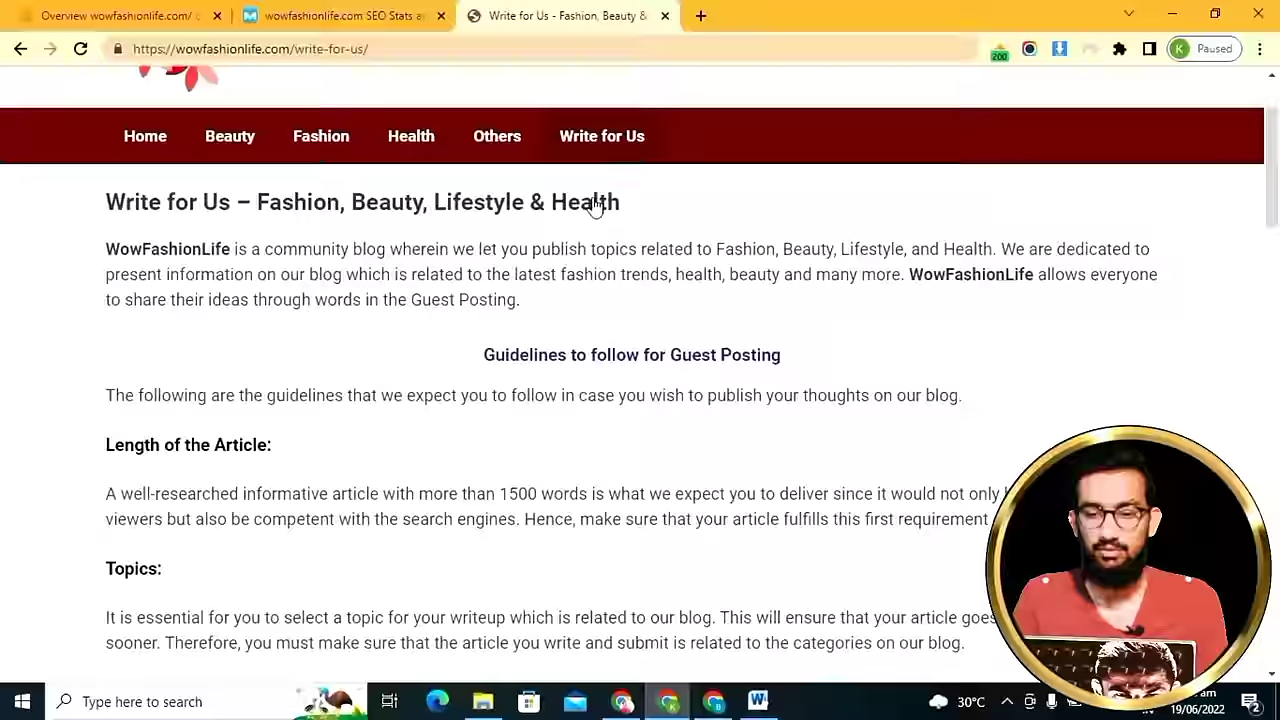 Overview wowfashionlife.com/
wowfashionlife.com SEO Stats a
Write for Us - Fashion, Beauty &
https://wowfashionlife.com/write-for-us/
200
K Paused
Home Beauty Fashion Health Others Write for Us
Write for Us – Fashion, Beauty, Lifestyle & Health
WowFashionLife is a community blog wherein we let you publish topics related to Fashion, Beauty, Lifestyle, and Health. We are dedicated to
present information on our blog which is related to the latest fashion trends, health, beauty and many more. WowFashionLife allows everyone
to share their ideas through words in the Guest Posting.
Guidelines to follow for Guest Posting
The following are the guidelines that we expect you to follow in case you wish to publish your thoughts on our blog.
Length of the Article:
A well-researched informative article with more than 1500 words is what we expect you to deliver since it would not only
viewers but also be competent with the search engines. Hence, make sure that your article fulfills this first requirement
Topics:
It is essential for you to select a topic for your writeup which is related to our blog. This will ensure that your article goes
sooner. Therefore, you must make sure that the article you write and submit is related to the categories on our blog.
Type here to search
30°C
am
19/06/2022
2